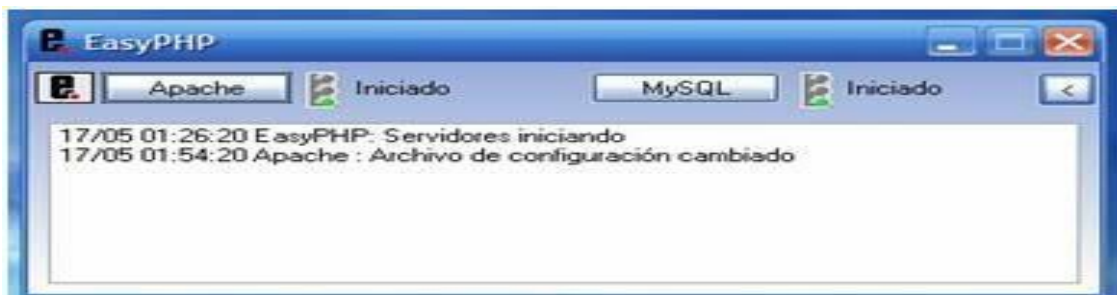 e. EasyPHP
e. Apache Iniciado MySQL Iniciado <
17/05 01:26:20 EasyPHP: Servidores iniciando
17/05 01:54:20 Apache : Archivo de configuración cambiado